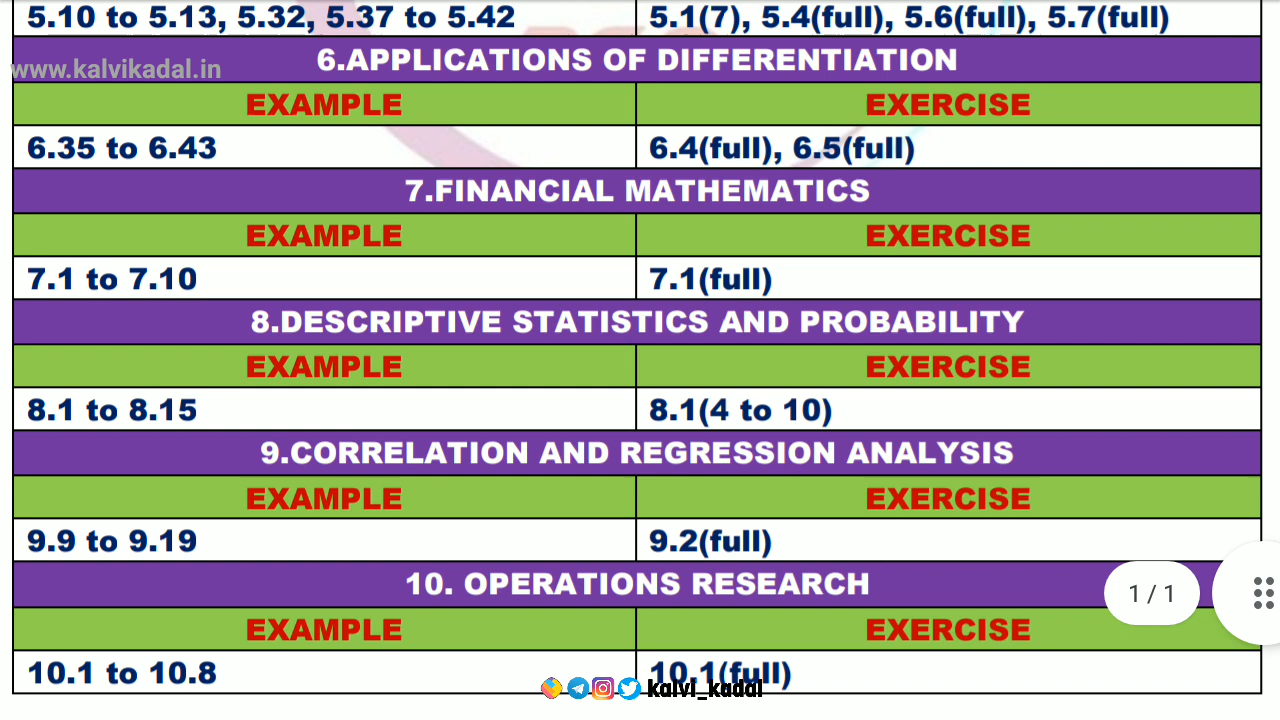 5.10 to 5.13, 5.32, 5.37 to 5.42 5.1(7), 5.4(full), 5.6(full), 5.7(full)
6.APPLICATIONS OF DIFFERENTIATION
www.kalvikadal.in
EXAMPLE EXERCISE
6.35 to 6.43 6.4(full), 6.5(full)
7.FINANCIAL MATHEMATICS
EXAMPLE EXERCISE
7.1 to 7.10 7.1(full)
8.DESCRIPTIVE STATISTICS AND PROBABILITY
EXAMPLE EXERCISE
8.1 to 8.15 8.1(4 to 10)
9.CORRELATION AND REGRESSION ANALYSIS
EXAMPLE EXERCISE
9.9 to 9.19 9.2(full)
10. OPERATIONS RESEARCH
1 / 1
EXAMPLE EXERCISE
10.1 to 10.8 10.1(full)
kalvi_kadal